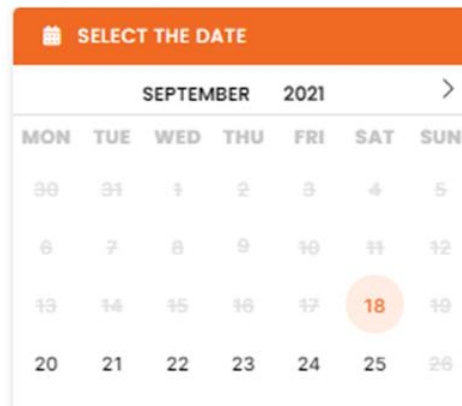 SELECT THE DATE
SEPTEMBER 2021
MON TUE WED THU FRI SAT SUN
30 31 1 2 3 4 5
6 7 8 9 10 11 12
13 14 15 16 17 18 19
20 21 22 23 24 25 26